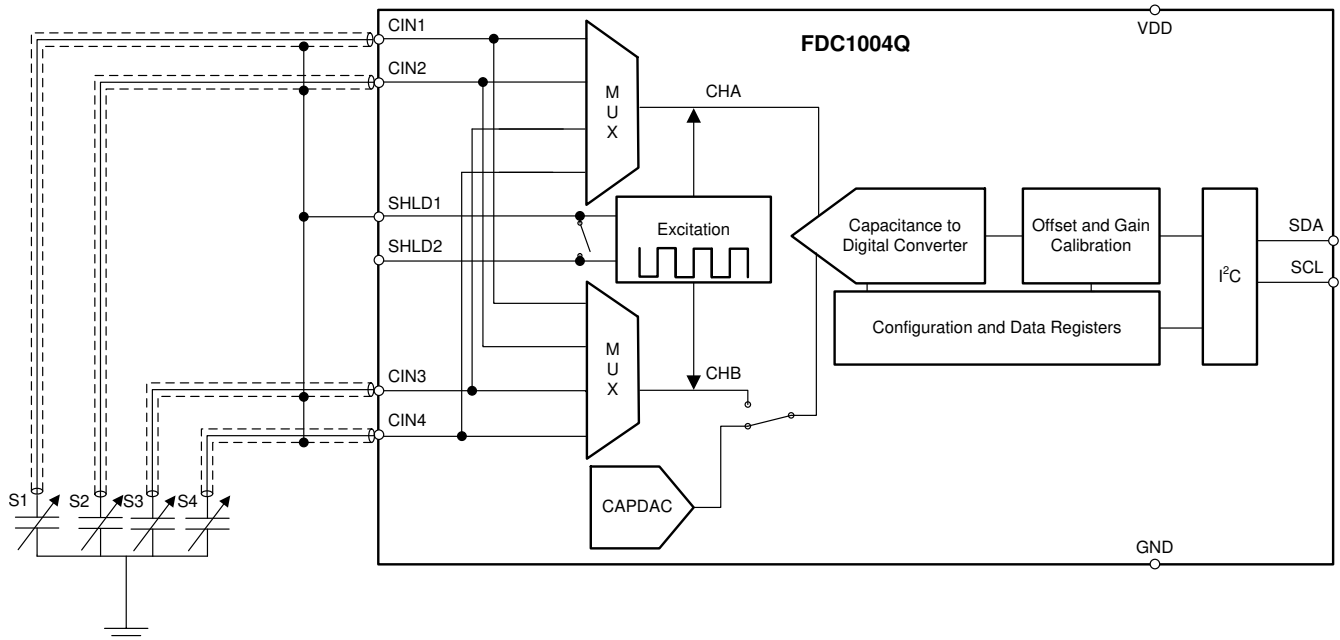 CIN1
VDD
FDC1004Q
CIN2
M
U
X
CHA
SHLD1
Excitation
SHLD2
Capacitance to
Digital Converter
Offset and Gain
Calibration
I²C
SDA
SCL
Configuration and Data Registers
M
U
X
CHB
CIN3
CIN4
S1
S2
S3
S4
CAPDAC
GND